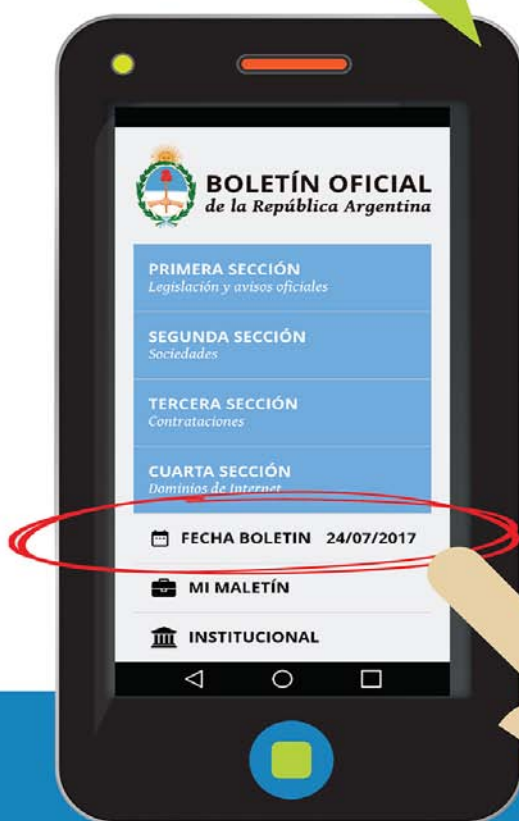 BOLETÍN OFICIAL
de la República Argentina
PRIMERA SECCIÓN
Legislación y avisos oficiales
SEGUNDA SECCIÓN
Sociedades
TERCERA SECCIÓN
Contrataciones
CUARTA SECCIÓN
Dominios de Internet
FECHA BOLETIN 24/07/2017
MI MALETÍN
INSTITUCIONAL